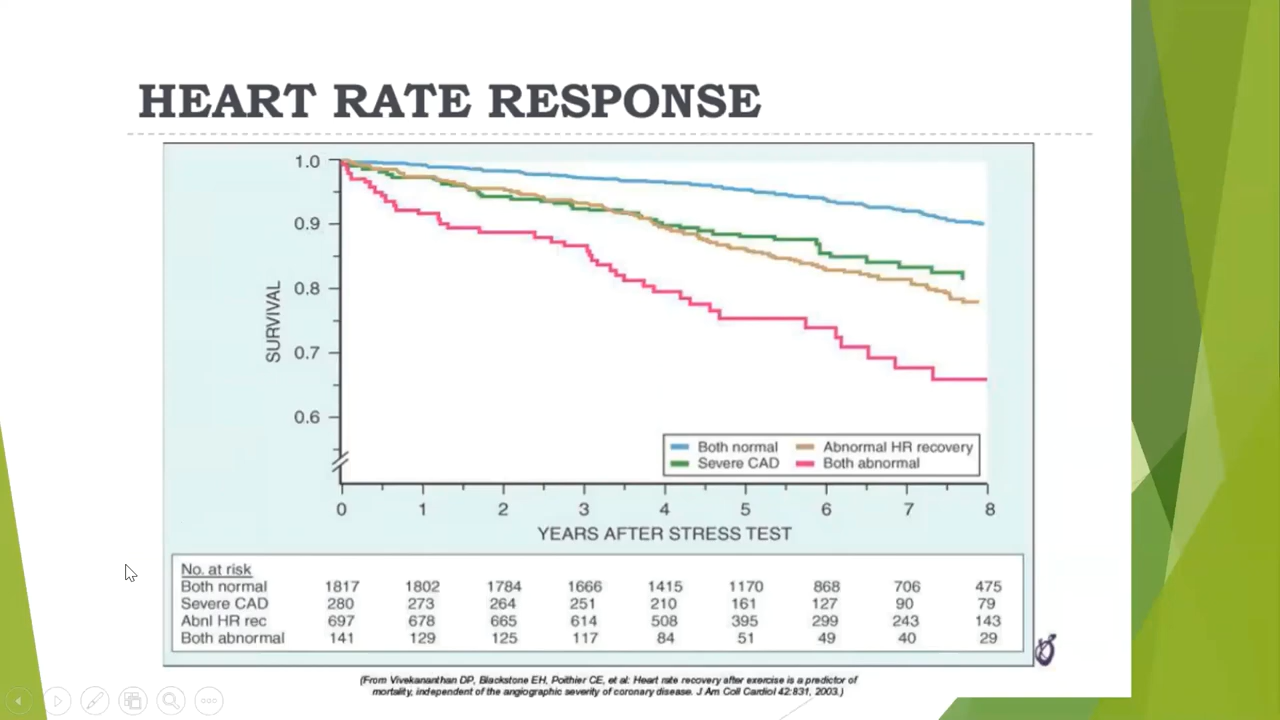 HEART RATE RESPONSE
1.0
0.9
0.8
0.7
0.6
SURVIVAL
Both normal Abnormal HR recovery
Severe CAD Both abnormal
0 1 2 3 4 5 6 7 8
YEARS AFTER STRESS TEST
No. at risk
Both normal 1817 1802 1784 1666 1415 1170 868 706 475
Severe CAD 280 273 264 251 210 161 127 90 79
Abnl HR rec 697 678 665 614 508 395 299 243 143
Both abnormal 141 129 125 117 84 51 49 40 29
(From Vivekananthan DP, Blackstone EH, Poithier CE, et al: Heart rate recovery after exercise is a predictor of
mortality, independent of the angiographic severity of coronary disease. J Am Coll Cardiol 42:831, 2003.)